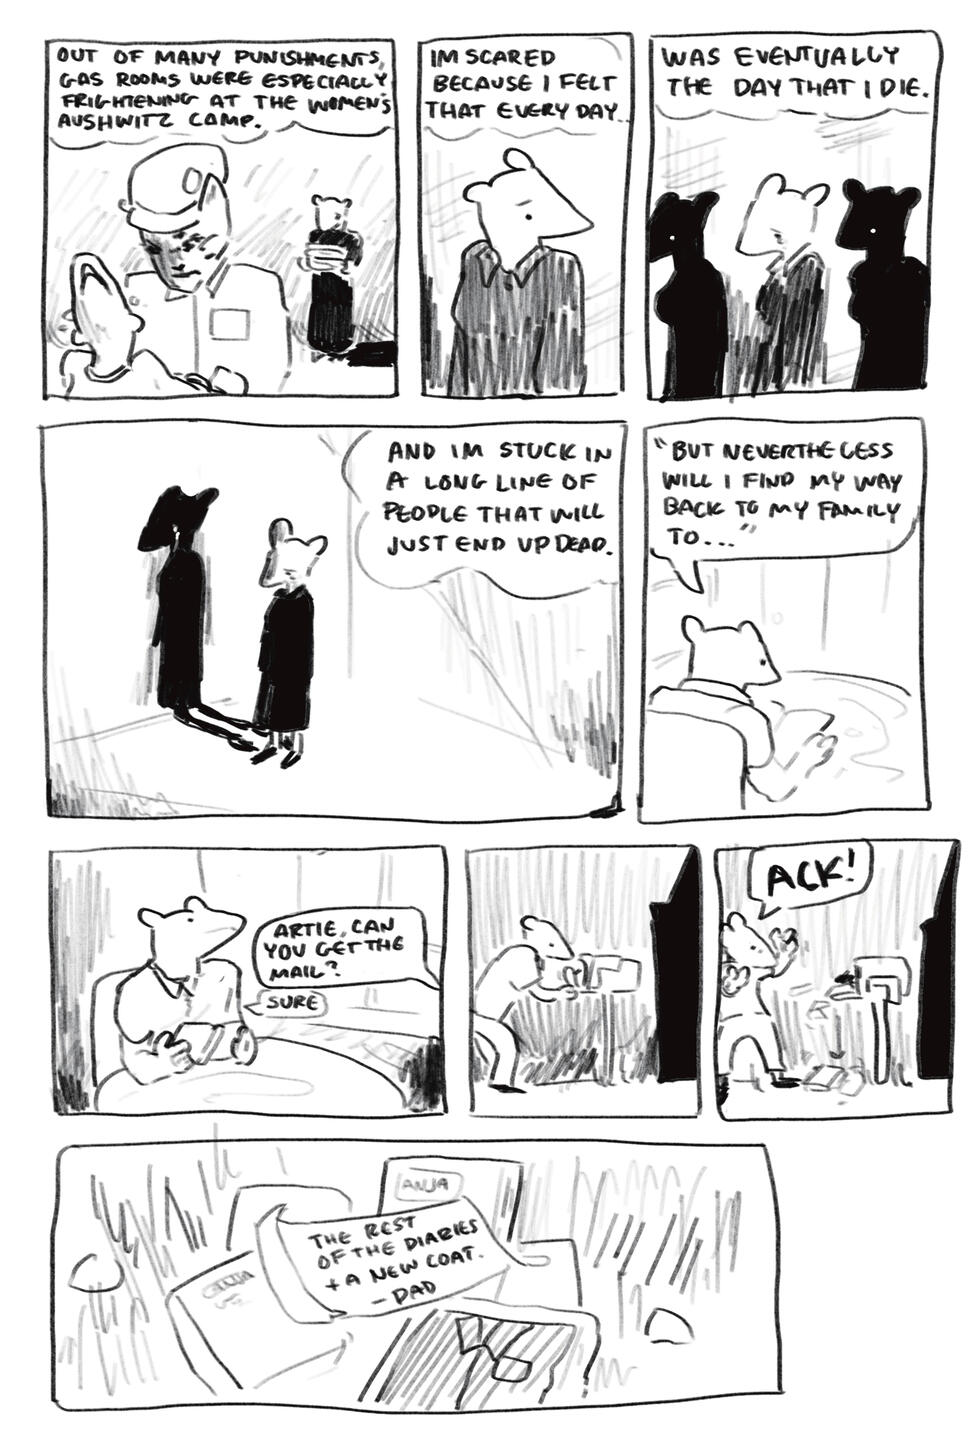 OUT OF MANY PUNISHMENTS,
GAS ROOMS WERE ESPECIALLY
FRIGHTENING AT THE WOMEN'S
AUSHWITZ CAMP.
IM SCARED
BECAUSE I FELT
THAT EVERY DAY..
WAS EVENTUALLY
THE DAY THAT I DIE.
AND IM STUCK IN
A LONG LINE OF
PEOPLE THAT WILL
JUST END UP DEAD.
"BUT NEVERTHELESS
WILL I FIND MY WAY
BACK TO MY FAMILY
TO..."
ARTIE, CAN
YOU GET THE
MAIL?
SURE
ACK!
ANJA
THE REST
OF THE DIARIES
+ A NEW COAT.
- DAD